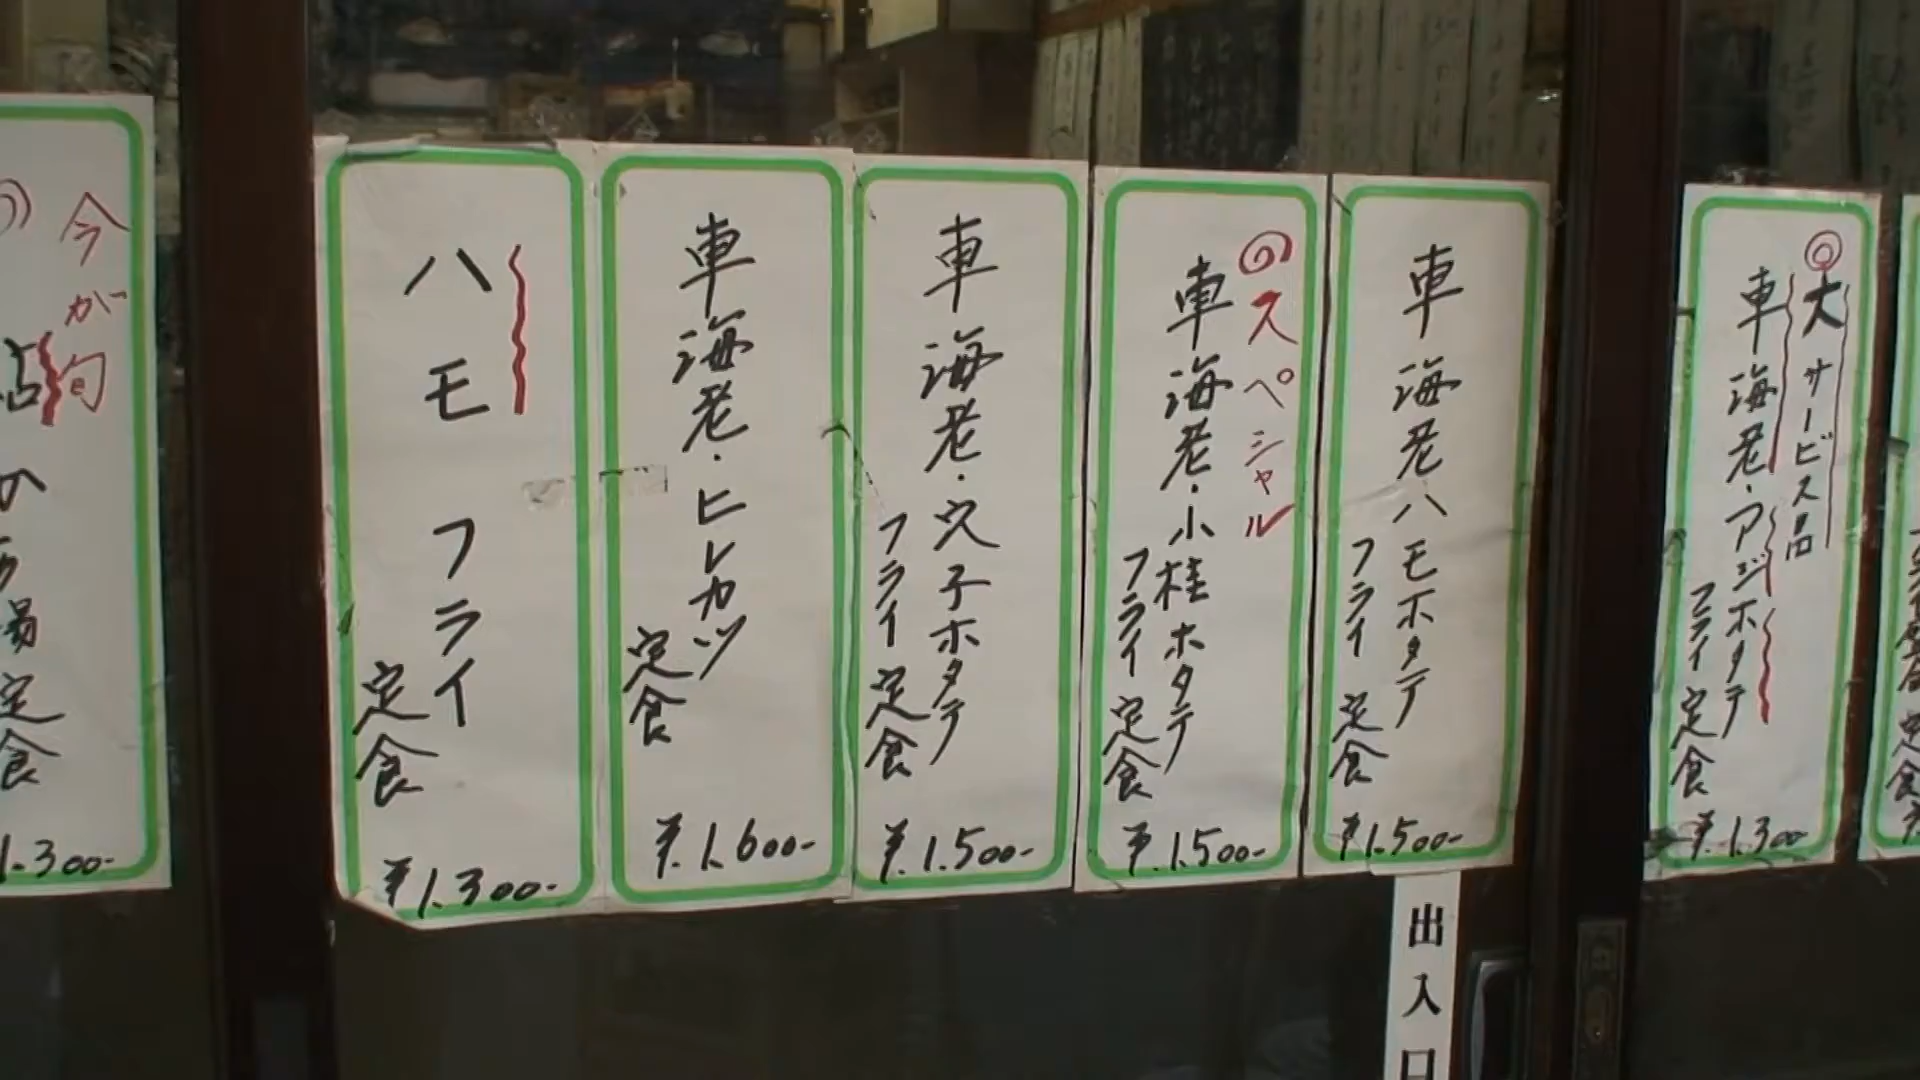 今が旬
定食
1.300-
ハモフライ
定食
¥1.300-
車海老・ヒレカツ
定食
¥.1.600-
車海老・穴子ホタテ
フライ定食
¥.1.500-
スペシャル
車海老・小柱ホタテ
フライ定食
¥.1.500-
車海老ハモホタテ
フライ定食
¥1.500-
大サービス品
車海老・アジホタテ
フライ定食
¥.1.300-
定食
出入口